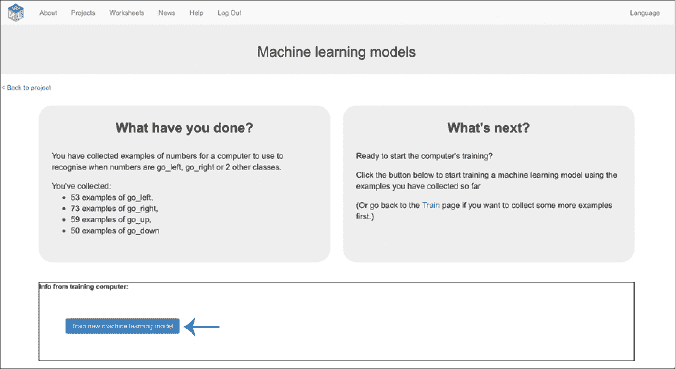 About Projects Worksheets News Help Log Out Language
Machine learning models
< Back to project
What have you done?
You have collected examples of numbers for a computer to use to
recognise when numbers are go_left, go_right or 2 other classes.
You've collected:
• 53 examples of go_left,
• 73 examples of go_right,
• 59 examples of go_up,
• 50 examples of go_down
What's next?
Ready to start the computer's training?
Click the button below to start training a machine learning model using the
examples you have collected so far
(Or go back to the Train page if you want to collect some more examples
first.)
Info from training computer:
Train new machine learning model